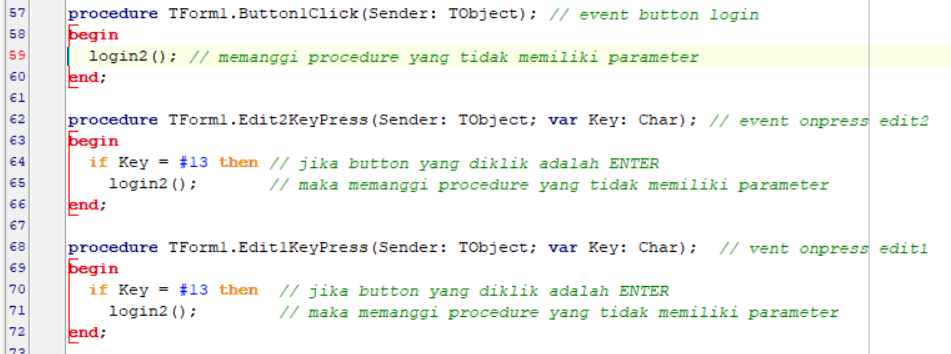 57 procedure TForm1.Button1Click(Sender: TObject); // event button login
58 begin
59 login2(); // memanggi procedure yang tidak memiliki parameter
60 end;
61
62 procedure TForm1.Edit2KeyPress(Sender: TObject; var Key: Char); // event onpress edit2
63 begin
64 if Key = #13 then // jika button yang diklik adalah ENTER
65 login2(); // maka memanggi procedure yang tidak memiliki parameter
66 end;
67
68 procedure TForm1.Edit1KeyPress(Sender: TObject; var Key: Char); // vent onpress edit1
69 begin
70 if Key = #13 then // jika button yang diklik adalah ENTER
71 login2(); // maka memanggi procedure yang tidak memiliki parameter
72 end;
73